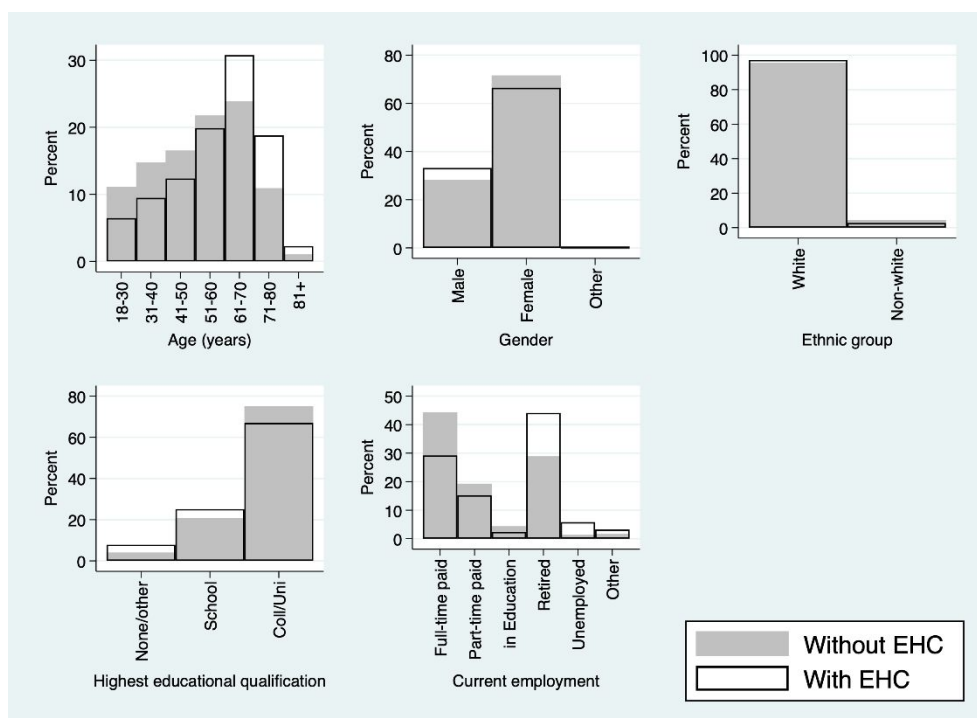 Percent
30
20
10
0
18-30
31-40
41-50
51-60
61-70
71-80
81+
Age (years)
Percent
80
60
40
20
0
Male
Female
Other
Gender
Percent
100
80
60
40
20
0
White
Non-white
Ethnic group
Percent
80
60
40
20
0
None/other
School
Coll/Uni
Highest educational qualification
Percent
50
40
30
20
10
0
Full-time paid
Part-time paid
in Education
Retired
Unemployed
Other
Current employment
Without EHC
With EHC